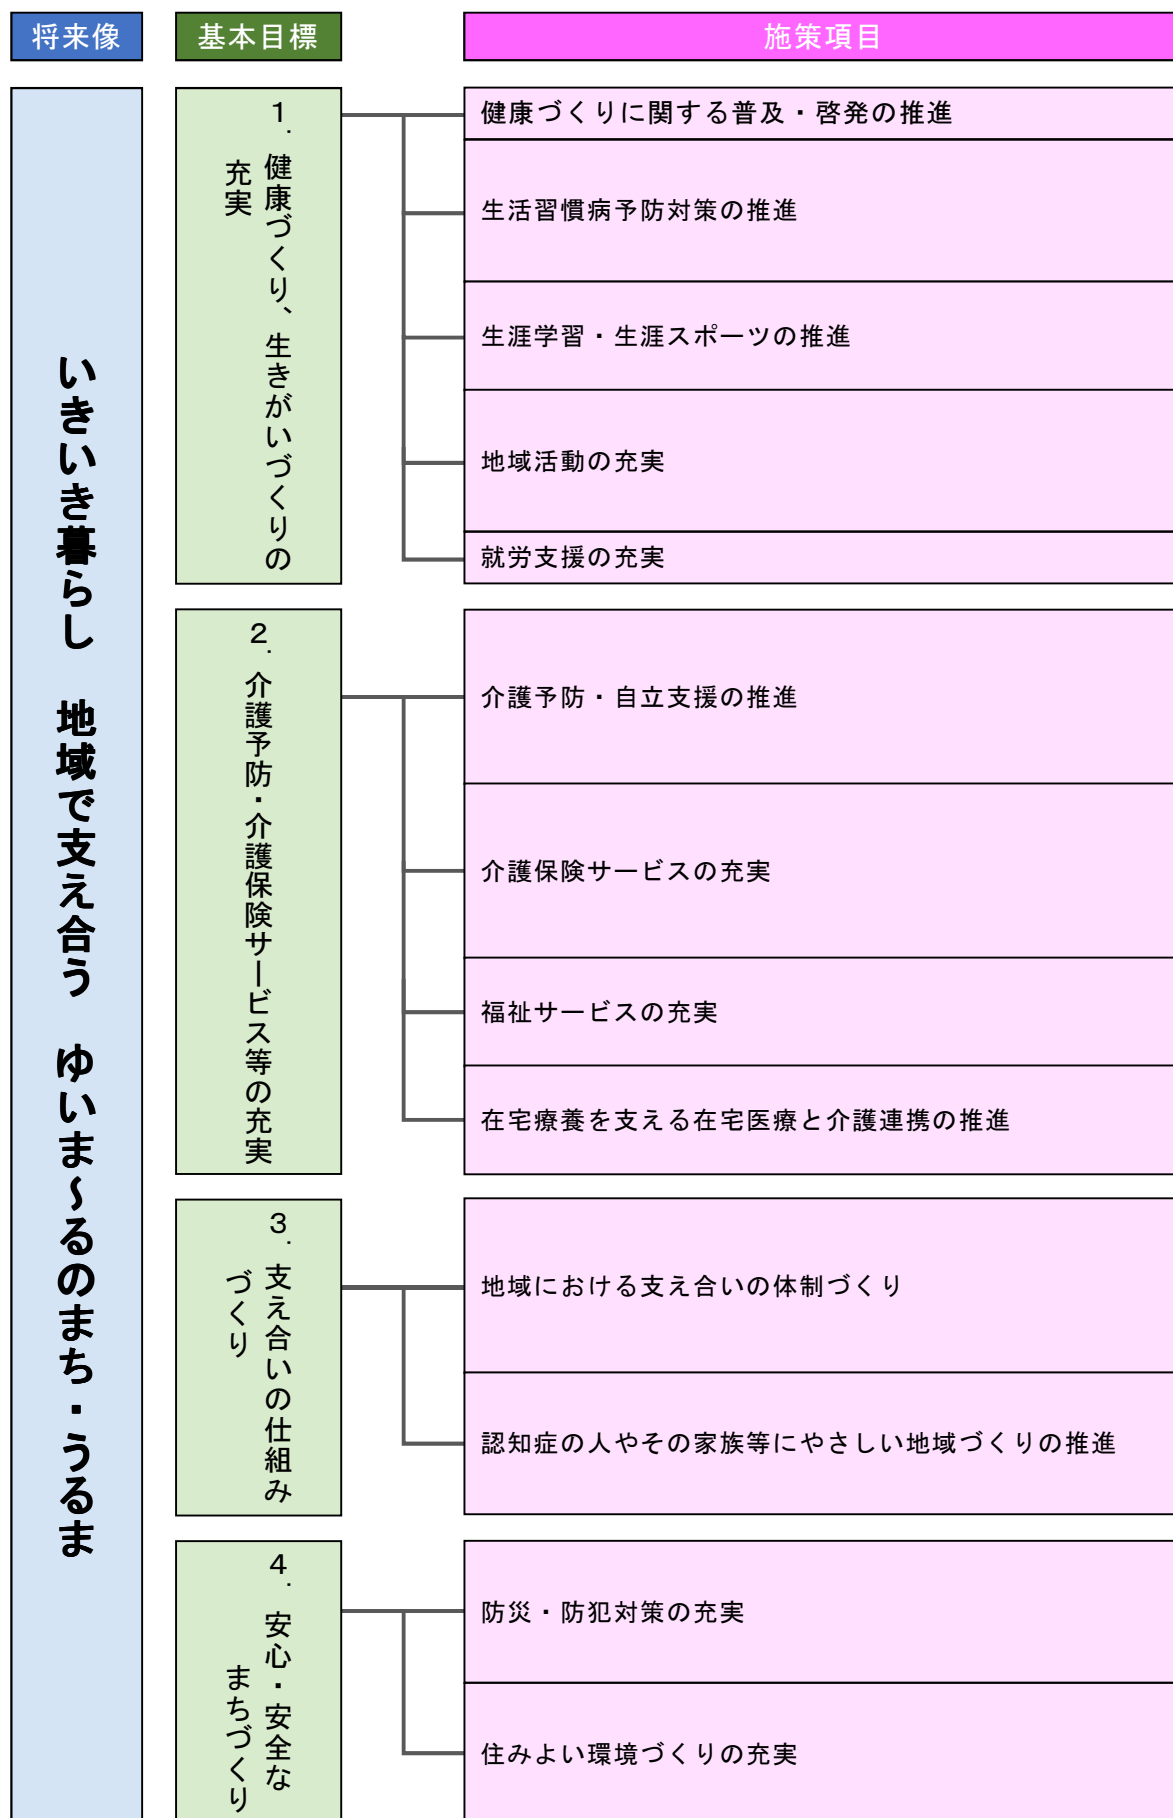 将来像
基本目標
施策項目
いきいき暮らし　地域で支え合う　ゆいま～るのまち・うるま
1．健康づくり、生きがいづくりの
充実
健康づくりに関する普及・啓発の推進
生活習慣病予防対策の推進
生涯学習・生涯スポーツの推進
地域活動の充実
就労支援の充実
2．介護予防・介護保険サービス等の充実
介護予防・自立支援の推進
介護保険サービスの充実
福祉サービスの充実
在宅療養を支える在宅医療と介護連携の推進
3．支え合いの仕組み
づくり
地域における支え合いの体制づくり
認知症の人やその家族等にやさしい地域づくりの推進
4．安心・安全な
まちづくり
防災・防犯対策の充実
住みよい環境づくりの充実